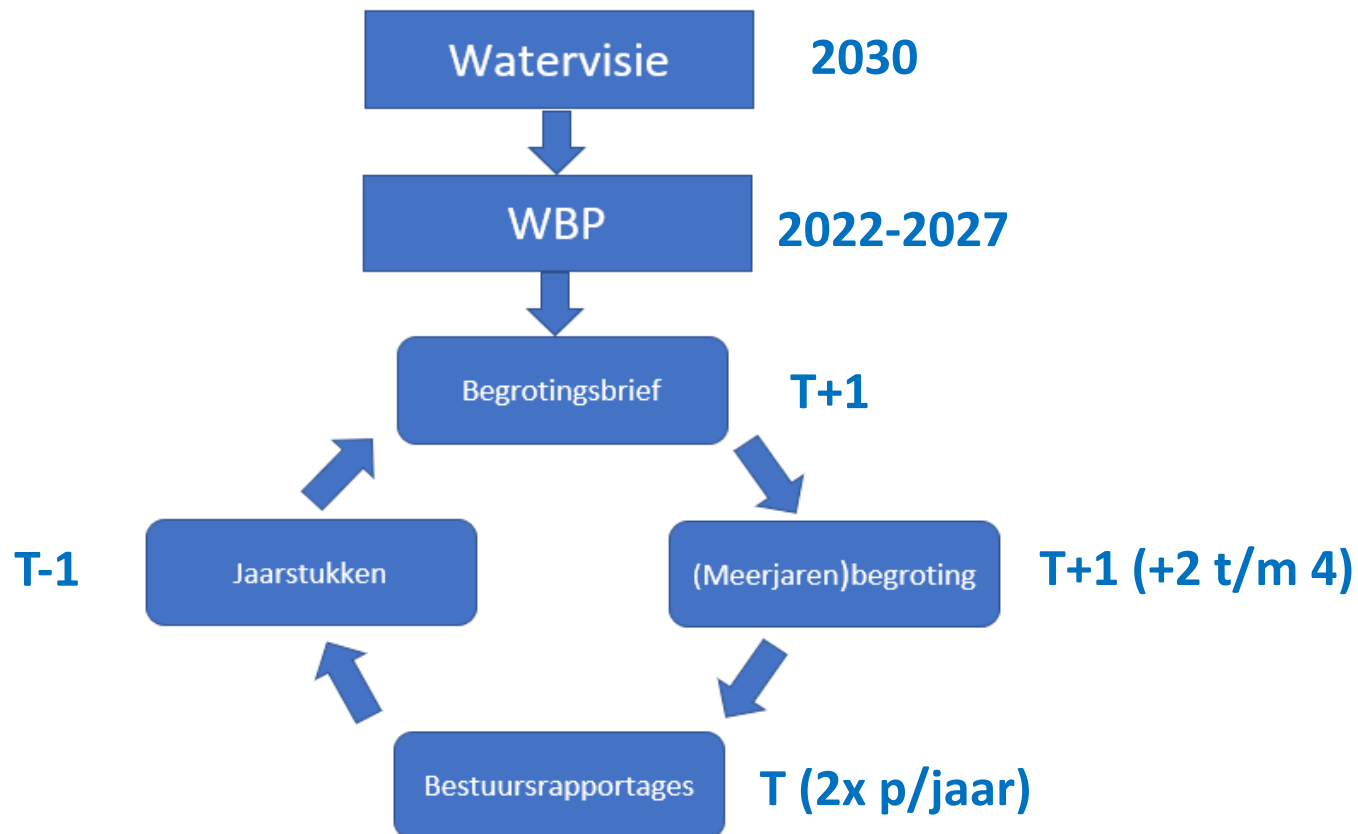 Watervisie
2030
WBP
2022-2027
Begrotingsbrief
T+1
T-1
Jaarstukken
(Meerjaren)begroting
T+1 (+2 t/m 4)
Bestuursrapportages
T (2x p/jaar)